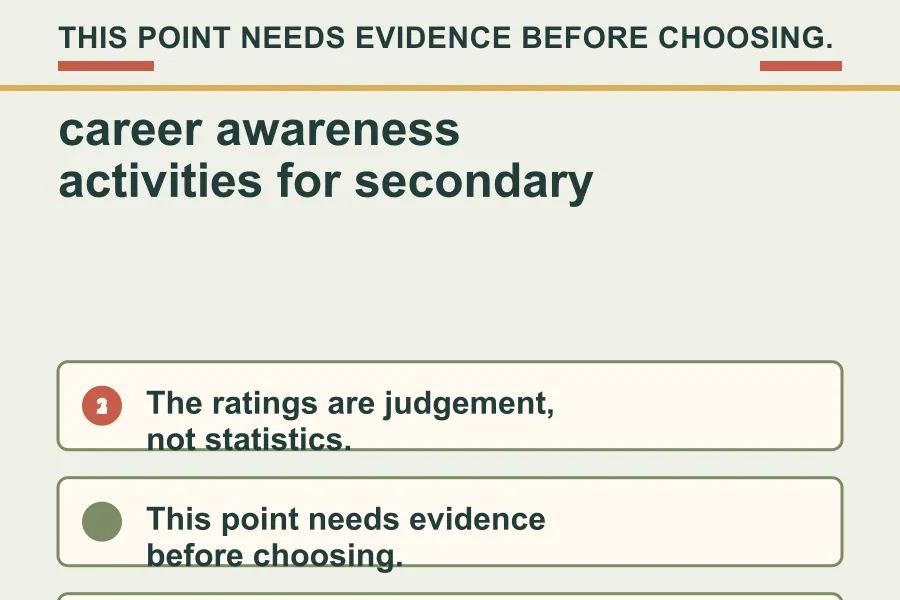 THIS POINT NEEDS EVIDENCE BEFORE CHOOSING.
career awareness
activities for secondary
The ratings are judgement,
not statistics.
This point needs evidence
before choosing.